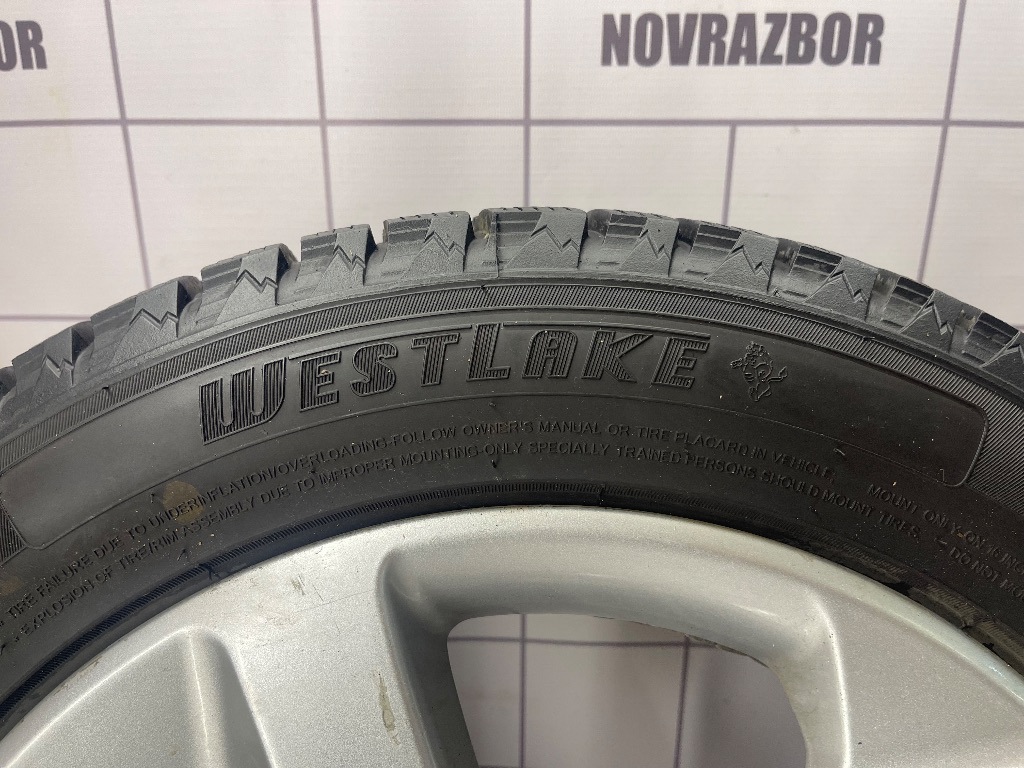 OR
NOVRAZBOR
WESTLAKE
TIRE FAILURE DUE TO UNDERINFLATION/OVERLOADING-FOLLOW OWNER'S MANUAL OR TIRE PLACARD IN VEHICLE.
EXPLOSION OF TIRE/RIM ASSEMBLY DUE TO IMPROPER MOUNTING-ONLY SPECIALLY TRAINED PERSONS SHOULD MOUNT TIRES.
MOUNT ONLY ON
- DO NOT